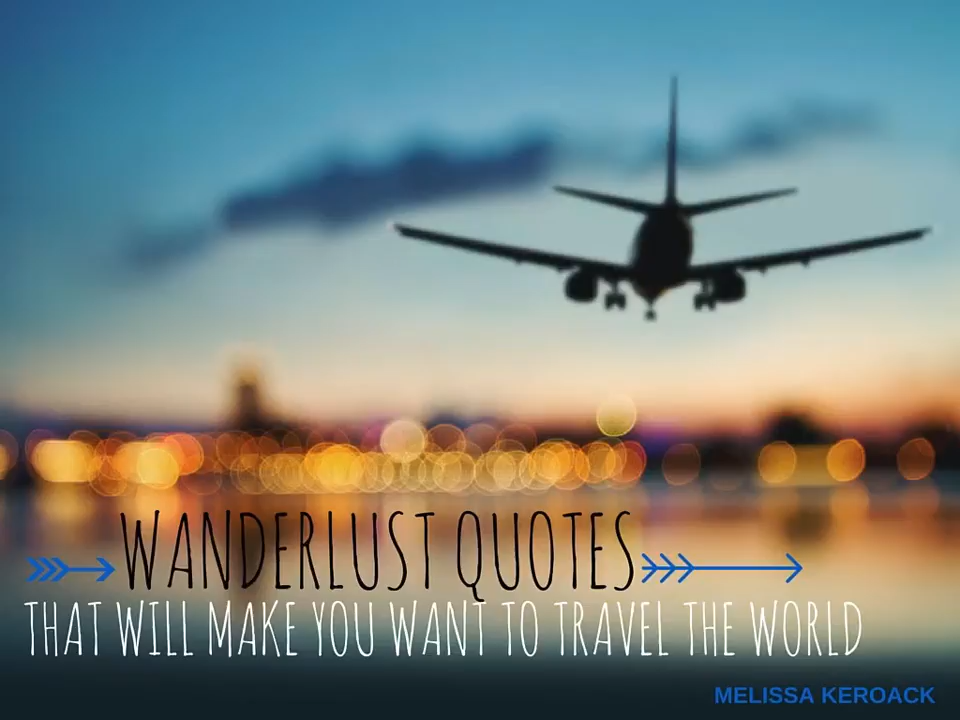 WANDERLUST QUOTES
THAT WILL MAKE YOU WANT TO TRAVEL THE WORLD
MELISSA KEROACK